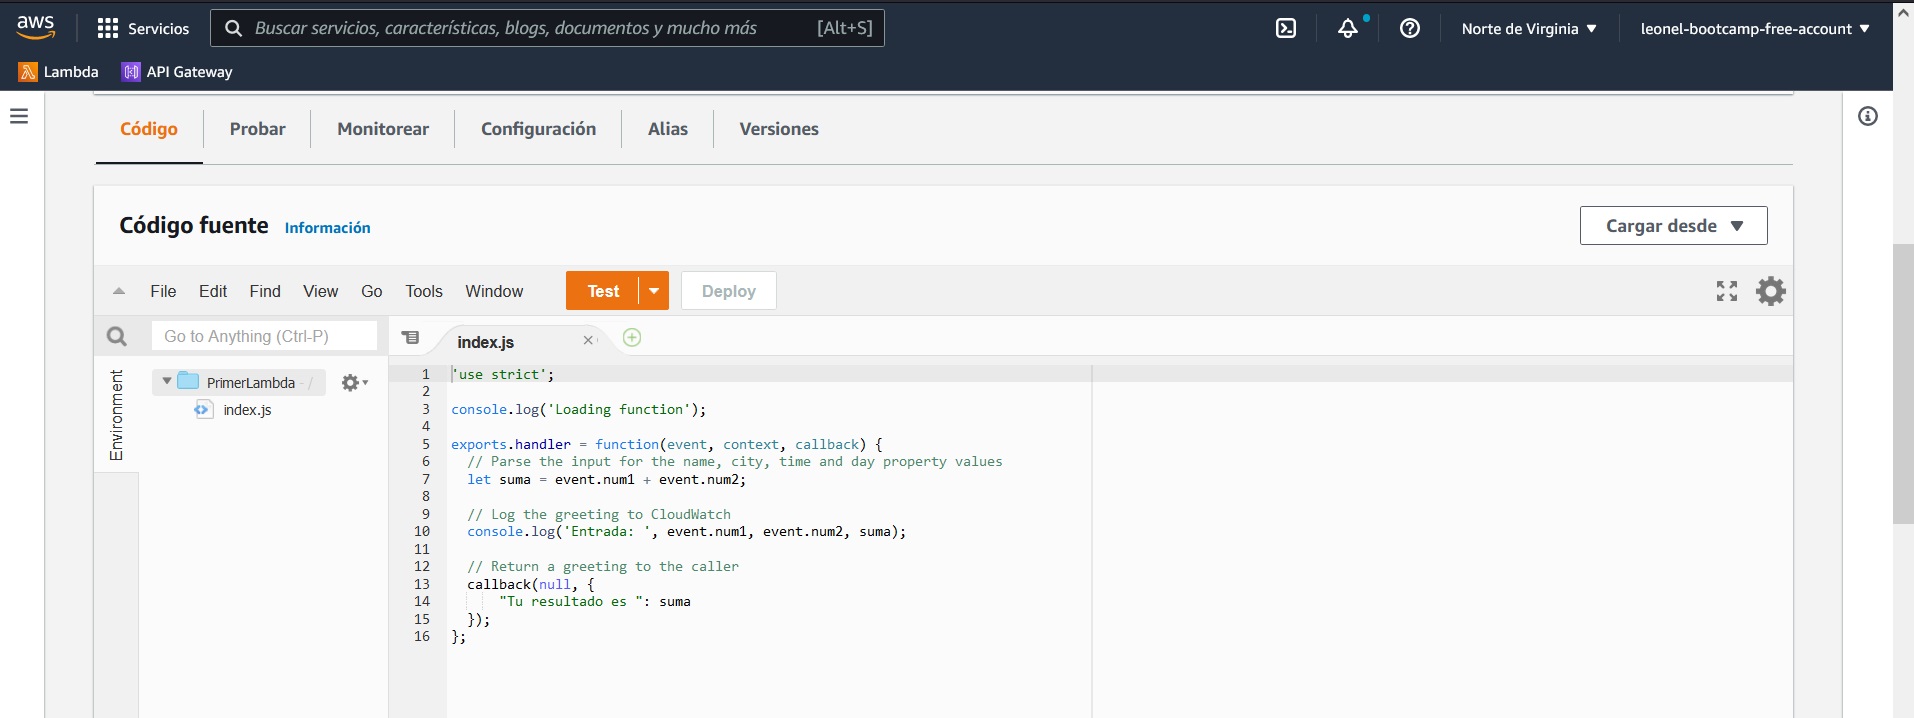 aws
Servicios
Buscar servicios, características, blogs, documentos y mucho más [Alt+S]
Norte de Virginia
leonel-bootcamp-free-account
Lambda
API Gateway
Código
Probar
Monitorear
Configuración
Alias
Versiones
Código fuente
Información
Cargar desde
File Edit Find View Go Tools Window
Test
Deploy
Go to Anything (Ctrl-P)
index.js
Environment
PrimerLambda - /
index.js
1 'use strict';
2
3 console.log('Loading function');
4
5 exports.handler = function(event, context, callback) {
6 // Parse the input for the name, city, time and day property values
7 let suma = event.num1 + event.num2;
8
9 // Log the greeting to CloudWatch
10 console.log('Entrada: ', event.num1, event.num2, suma);
11
12 // Return a greeting to the caller
13 callback(null, {
14 "Tu resultado es ": suma
15 });
16 };